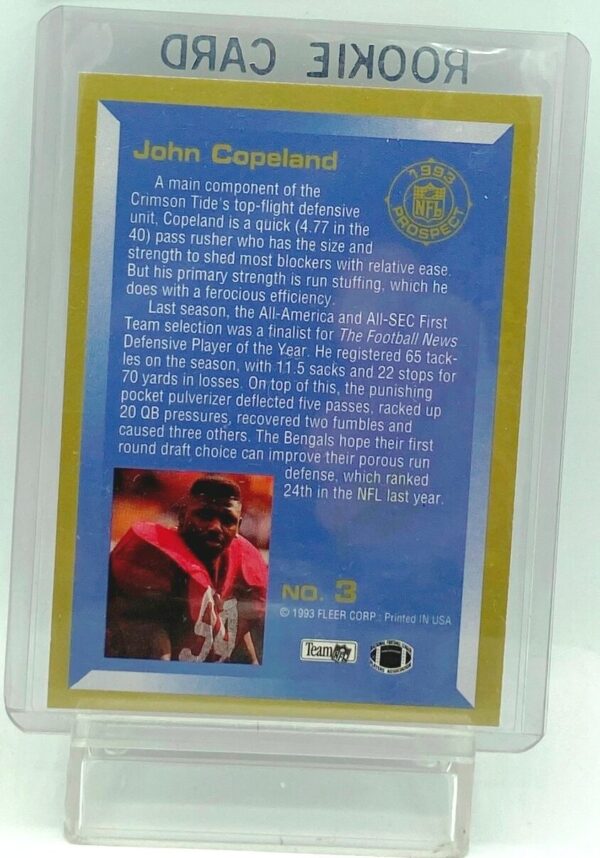 ROOKIE CARD
John Copeland
1993
NFL
PROSPECT
A main component of the
Crimson Tide's top-flight defensive
unit, Copeland is a quick (4.77 in the
40) pass rusher who has the size and
strength to shed most blockers with relative ease.
But his primary strength is run stuffing, which he
does with a ferocious efficiency.
Last season, the All-America and All-SEC First
Team selection was a finalist for The Football News
Defensive Player of the Year. He registered 65 tack-
les on the season, with 11.5 sacks and 22 stops for
70 yards in losses. On top of this, the punishing
pocket pulverizer deflected five passes, racked up
20 QB pressures, recovered two fumbles and
caused three others. The Bengals hope their first
round draft choice can improve their porous run
defense, which ranked
24th in the NFL last year.
NO. 3
© 1993 FLEER CORP.; Printed IN USA
Team NFL